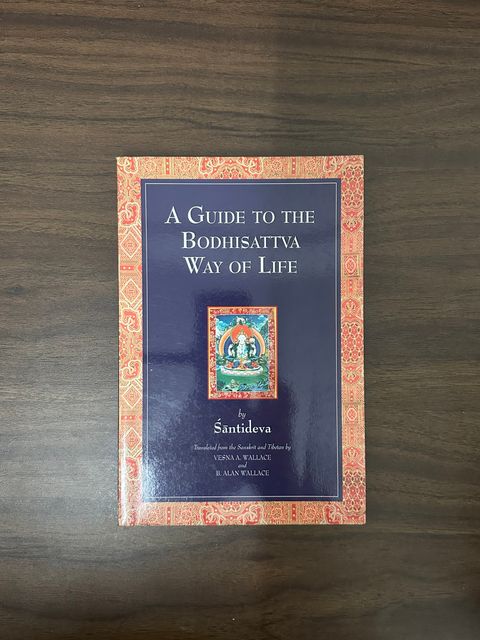 A GUIDE TO THE
BODHISATTVA
WAY OF LIFE
by
Śāntideva
Translated from the Sanskrit and Tibetan by
VESNA A. WALLACE
and
B. ALAN WALLACE